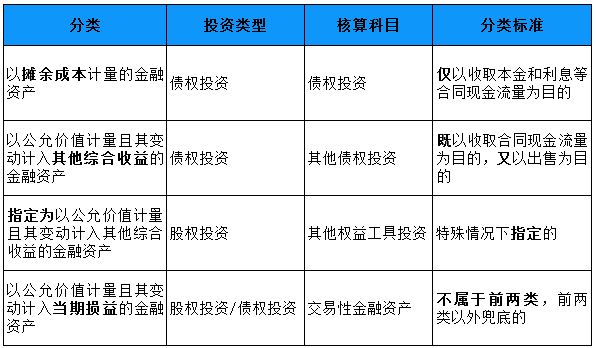 分类 投资类型 核算科目 分类标准
以摊余成本计量的金融
资产
债权投资
债权投资
仅以收取本金和利息等
合同现金流量为目的
以公允价值计量且其变
动计入其他综合收益的
金融资产
债权投资
其他债权投资
既以收取合同现金流量
为目的，又以出售为目
的
指定为以公允价值计量
且其变动计入其他综合
收益的金融资产
股权投资
其他权益工具投资
特殊情况下指定的
以公允价值计量且其变
动计入当期损益的金融
资产
股权投资/债权投资
交易性金融资产
不属于前两类，前两
类以外兜底的